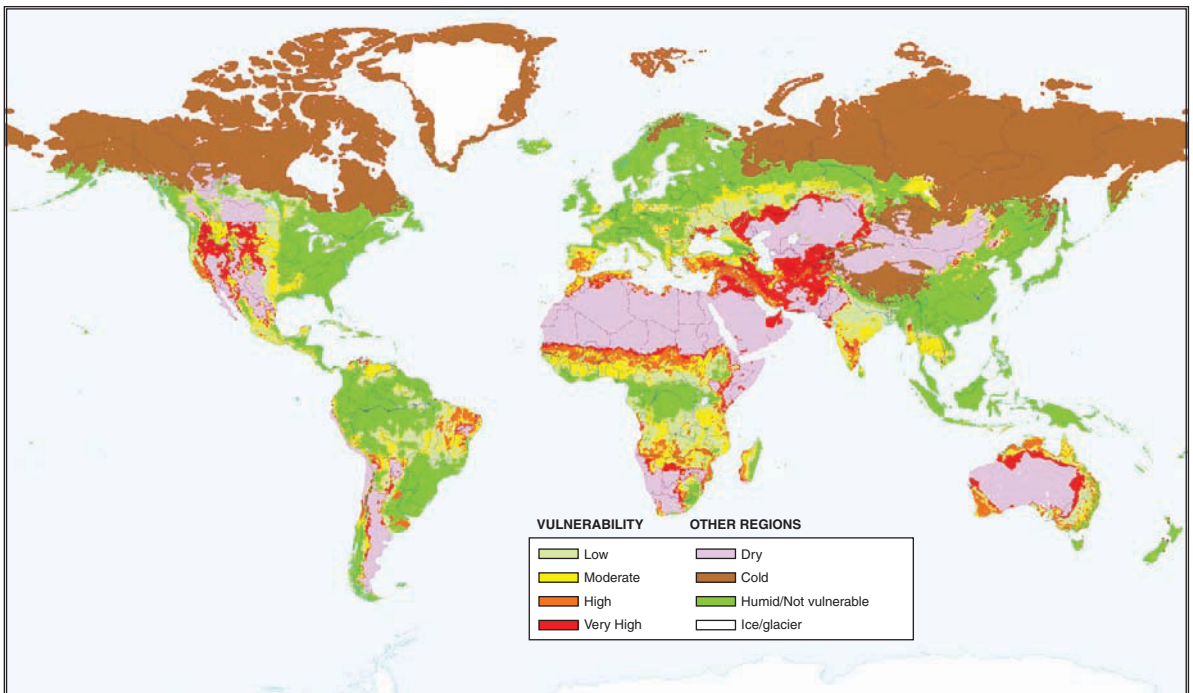 VULNERABILITY OTHER REGIONS
Low Dry
Moderate Cold
High Humid/Not vulnerable
Very High Ice/glacier